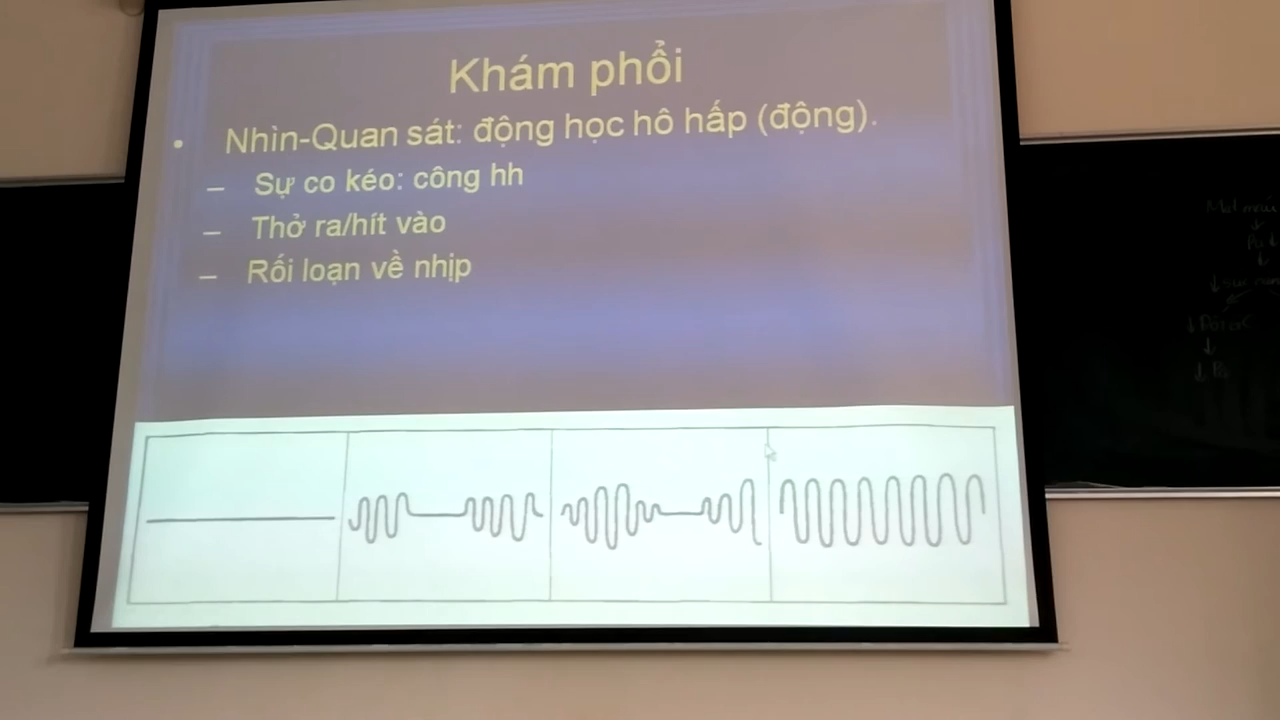 Khám phổi
• Nhìn-Quan sát: động học hô hấp (động).
– Sự co kéo: công hh
– Thở ra/hít vào
– Rối loạn về nhịp